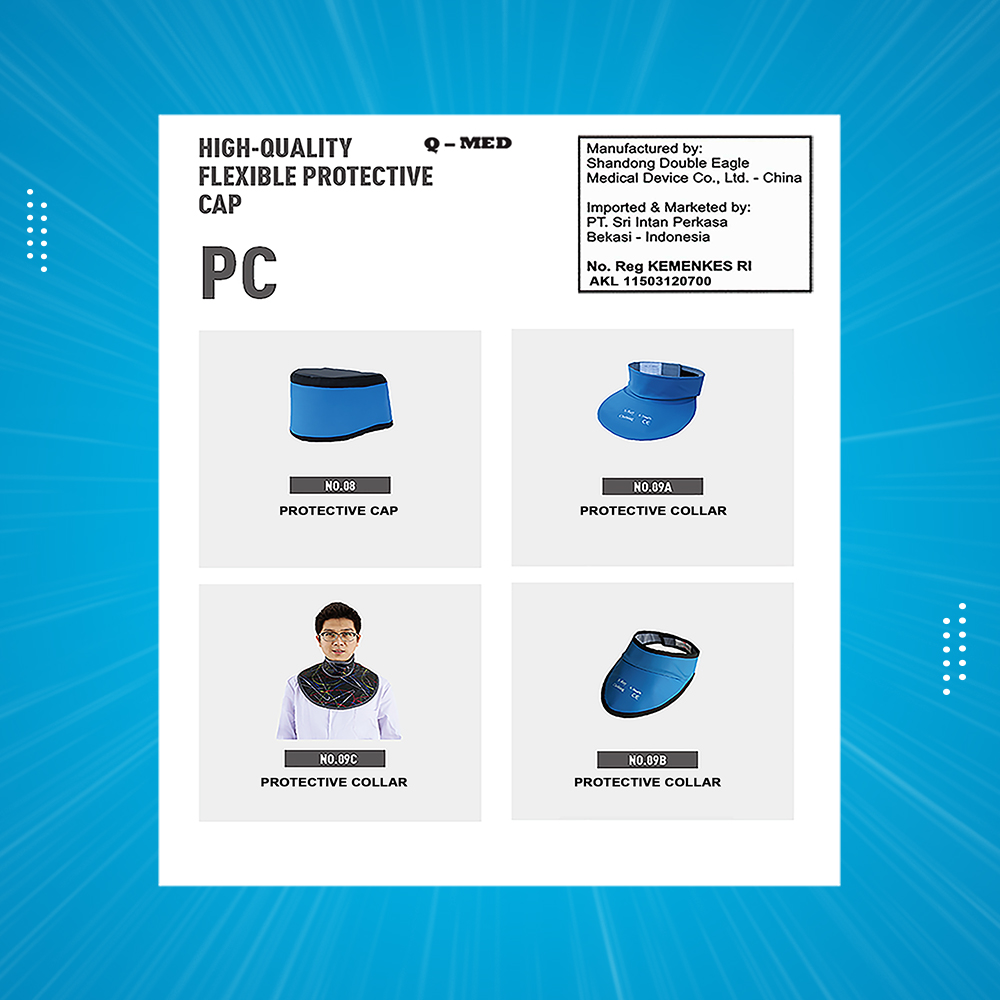 HIGH-QUALITY
FLEXIBLE PROTECTIVE
CAP
Q - MED
PC
Manufactured by:
Shandong Double Eagle
Medical Device Co., Ltd. - China
Imported & Marketed by:
PT. Sri Intan Perkasa
Bekasi - Indonesia
No. Reg KEMENKES RI
AKL 11503120700
NO.08
PROTECTIVE CAP
CE
NO.09A
PROTECTIVE COLLAR
NO.09C
PROTECTIVE COLLAR
CE
NO.09B
PROTECTIVE COLLAR